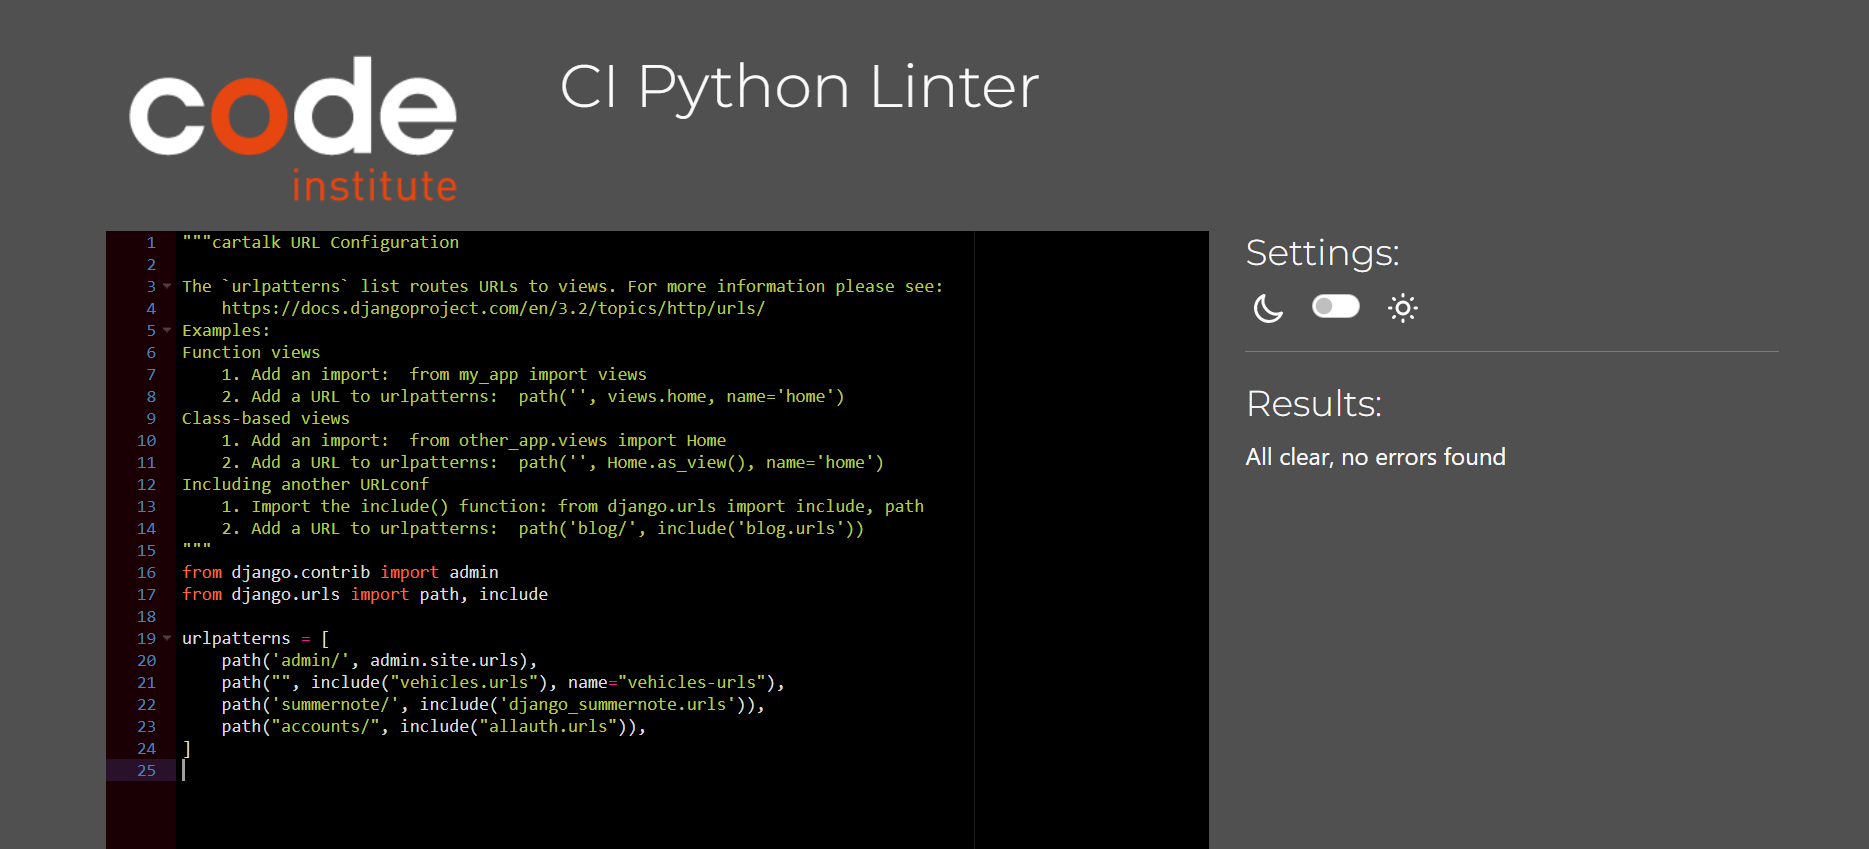 code
institute
CI Python Linter
1 """cartalk URL Configuration
2
3 The `urlpatterns` list routes URLs to views. For more information please see:
4     https://docs.djangoproject.com/en/3.2/topics/http/urls/
5 Examples:
6 Function views
7     1. Add an import:  from my_app import views
8     2. Add a URL to urlpatterns:  path('', views.home, name='home')
9 Class-based views
10     1. Add an import:  from other_app.views import Home
11     2. Add a URL to urlpatterns:  path('', Home.as_view(), name='home')
12 Including another URLconf
13     1. Import the include() function: from django.urls import include, path
14     2. Add a URL to urlpatterns:  path('blog/', include('blog.urls'))
15 """
16 from django.contrib import admin
17 from django.urls import path, include
18
19 urlpatterns = [
20     path('admin/', admin.site.urls),
21     path("", include("vehicles.urls"), name="vehicles-urls"),
22     path('summernote/', include('django_summernote.urls')),
23     path("accounts/", include("allauth.urls")),
24 ]
25
Settings:
Results:
All clear, no errors found